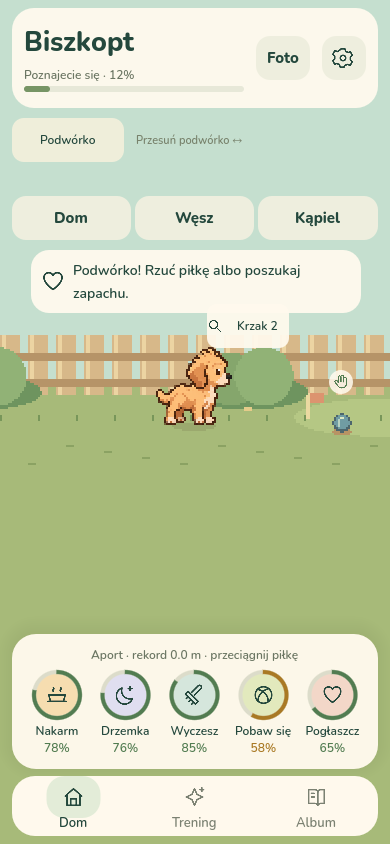 Biszkopt
Poznajecie się · 12%
Foto
Podwórko
Przesuń podwórko ↔
Dom
Węsz
Kąpiel
Podwórko! Rzuć piłkę albo poszukaj
zapachu.
Krzak 2
Aport · rekord 0.0 m · przeciągnij piłkę
Nakarm
78%
Drzemka
76%
Wyczesz
85%
Pobaw się
58%
Pogłaszcz
65%
Dom
Trening
Album